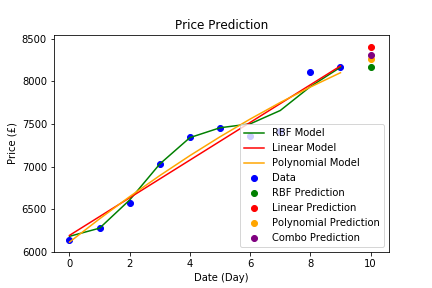 Price Prediction
8500
8000
7500
7000
6500
6000
Price (£)
0 2 4 6 8 10
Date (Day)
RBF Model
Linear Model
Polynomial Model
Data
RBF Prediction
Linear Prediction
Polynomial Prediction
Combo Prediction